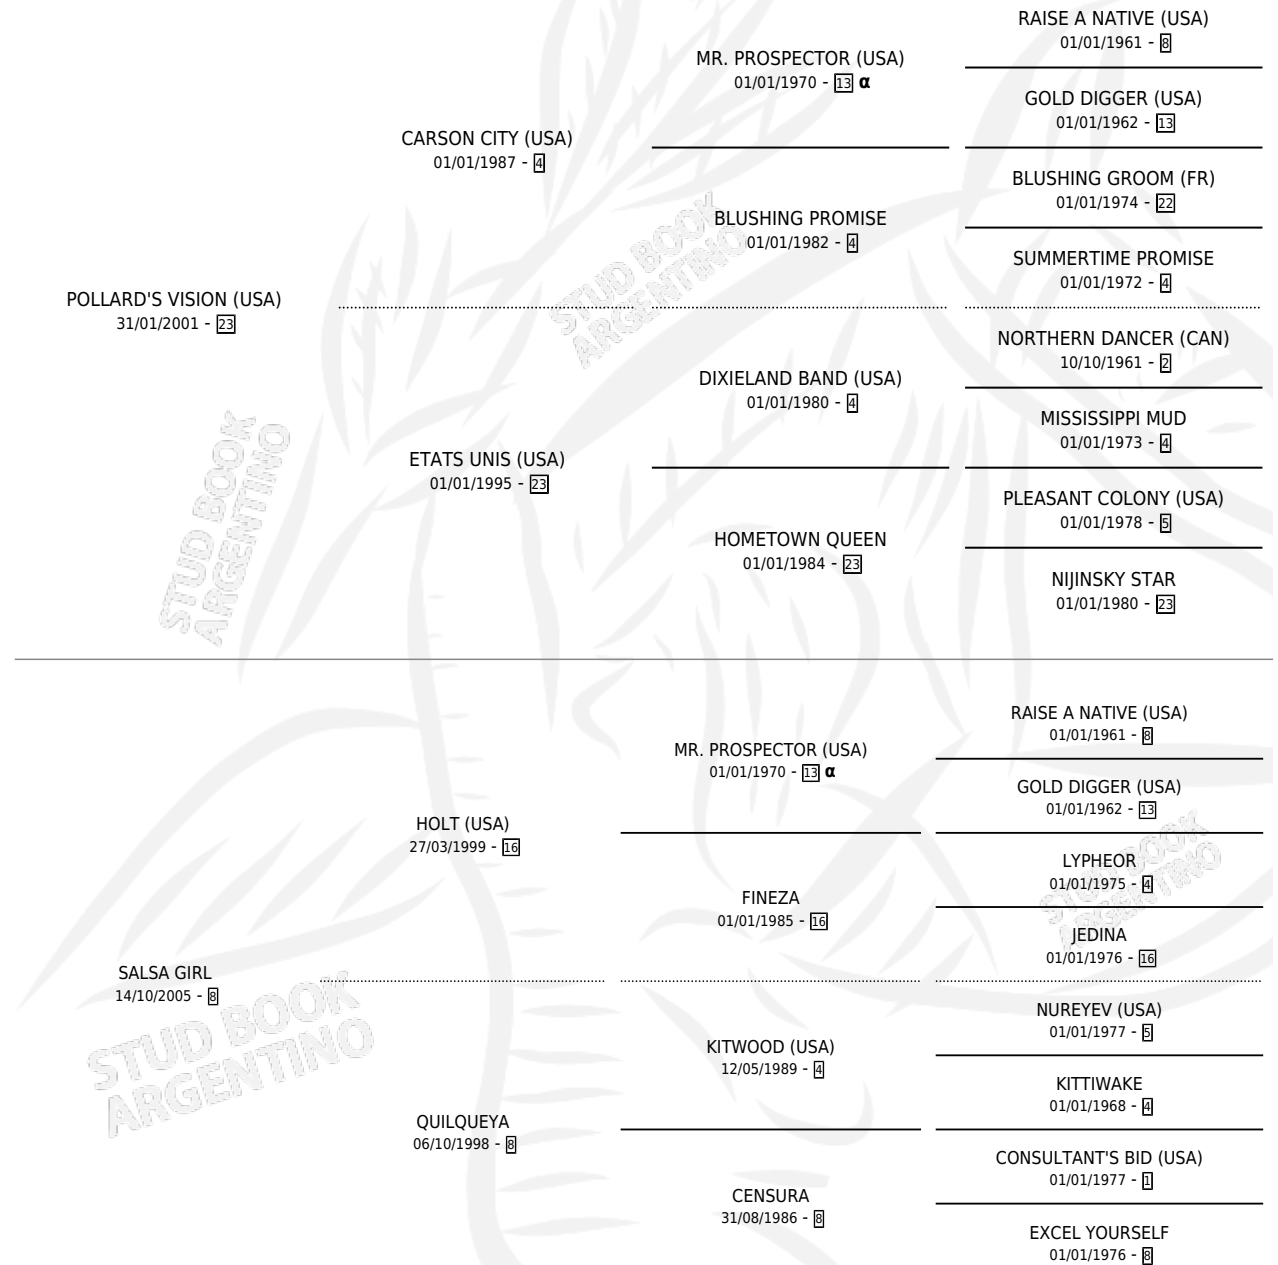 RAISE A NATIVE (USA)
01/01/1961 - 8
MR. PROSPECTOR (USA)
01/01/1970 - 13 α
GOLD DIGGER (USA)
01/01/1962 - 13
CARSON CITY (USA)
01/01/1987 - 4
BLUSHING GROOM (FR)
01/01/1974 - 22
BLUSHING PROMISE
01/01/1982 - 4
SUMMERTIME PROMISE
01/01/1972 - 4
POLLARD'S VISION (USA)
31/01/2001 - 23
STUD BOOK
ARGENTINO
NORTHERN DANCER (CAN)
10/10/1961 - 2
DIXIELAND BAND (USA)
01/01/1980 - 4
MISSISSIPPI MUD
01/01/1973 - 4
ETATS UNIS (USA)
01/01/1995 - 23
PLEASANT COLONY (USA)
01/01/1978 - 5
HOMETOWN QUEEN
01/01/1984 - 23
NIJINSKY STAR
01/01/1980 - 23
STUD BOOK
ARGENTINO
RAISE A NATIVE (USA)
01/01/1961 - 8
MR. PROSPECTOR (USA)
01/01/1970 - 13 α
GOLD DIGGER (USA)
01/01/1962 - 13
HOLT (USA)
27/03/1999 - 16
LYPHEOR
01/01/1975 - 4
FINEZA
01/01/1985 - 16
JEDINA
01/01/1976 - 16
STUD BOOK
ARGENTINO
SALSA GIRL
14/10/2005 - 8
STUD BOOK
ARGENTINO
NUREYEV (USA)
01/01/1977 - 5
KITWOOD (USA)
12/05/1989 - 4
KITTIWAKE
01/01/1968 - 4
QUILQUEYA
06/10/1998 - 8
CONSULTANT'S BID (USA)
01/01/1977 - 1
CENSURA
31/08/1986 - 8
EXCEL YOURSELF
01/01/1976 - 8